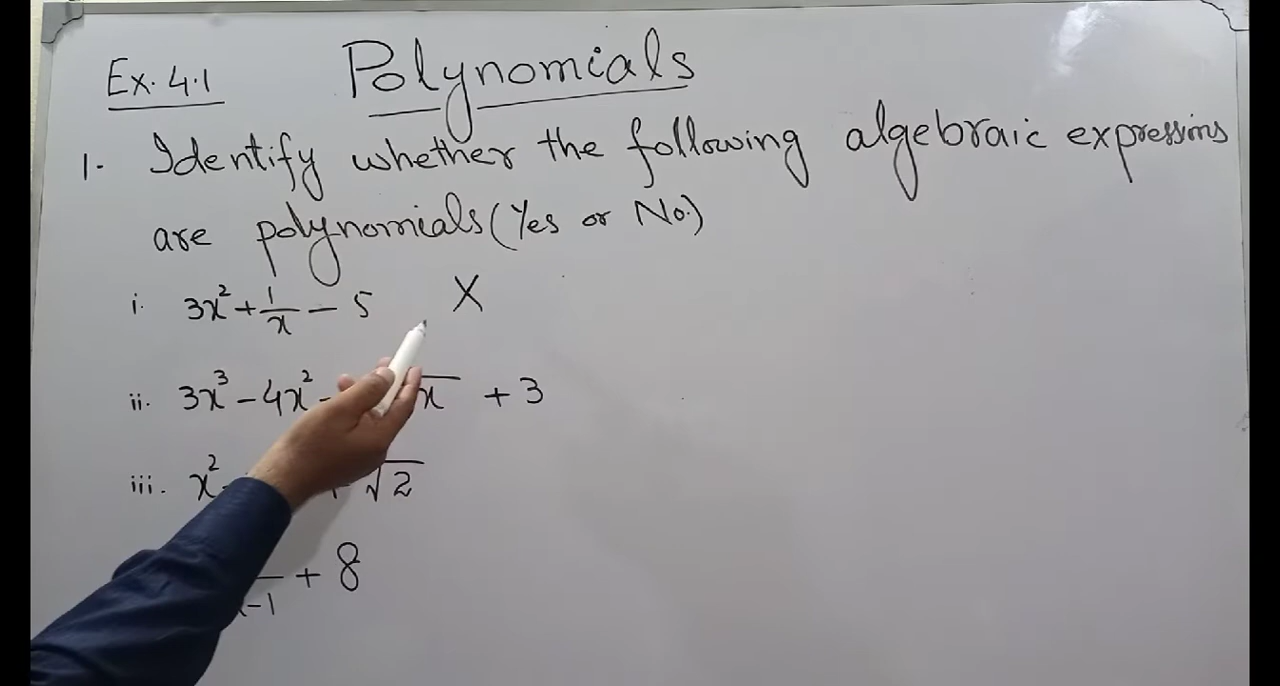 Ex. 4.1 Polynomials
1. Identify whether the following algebraic expressions
are polynomials (Yes or No.)
i. 3x² + 1/x − 5 X
ii. 3x³ − 4x² − x + 3
iii. x² − + √2
x−1 + 8